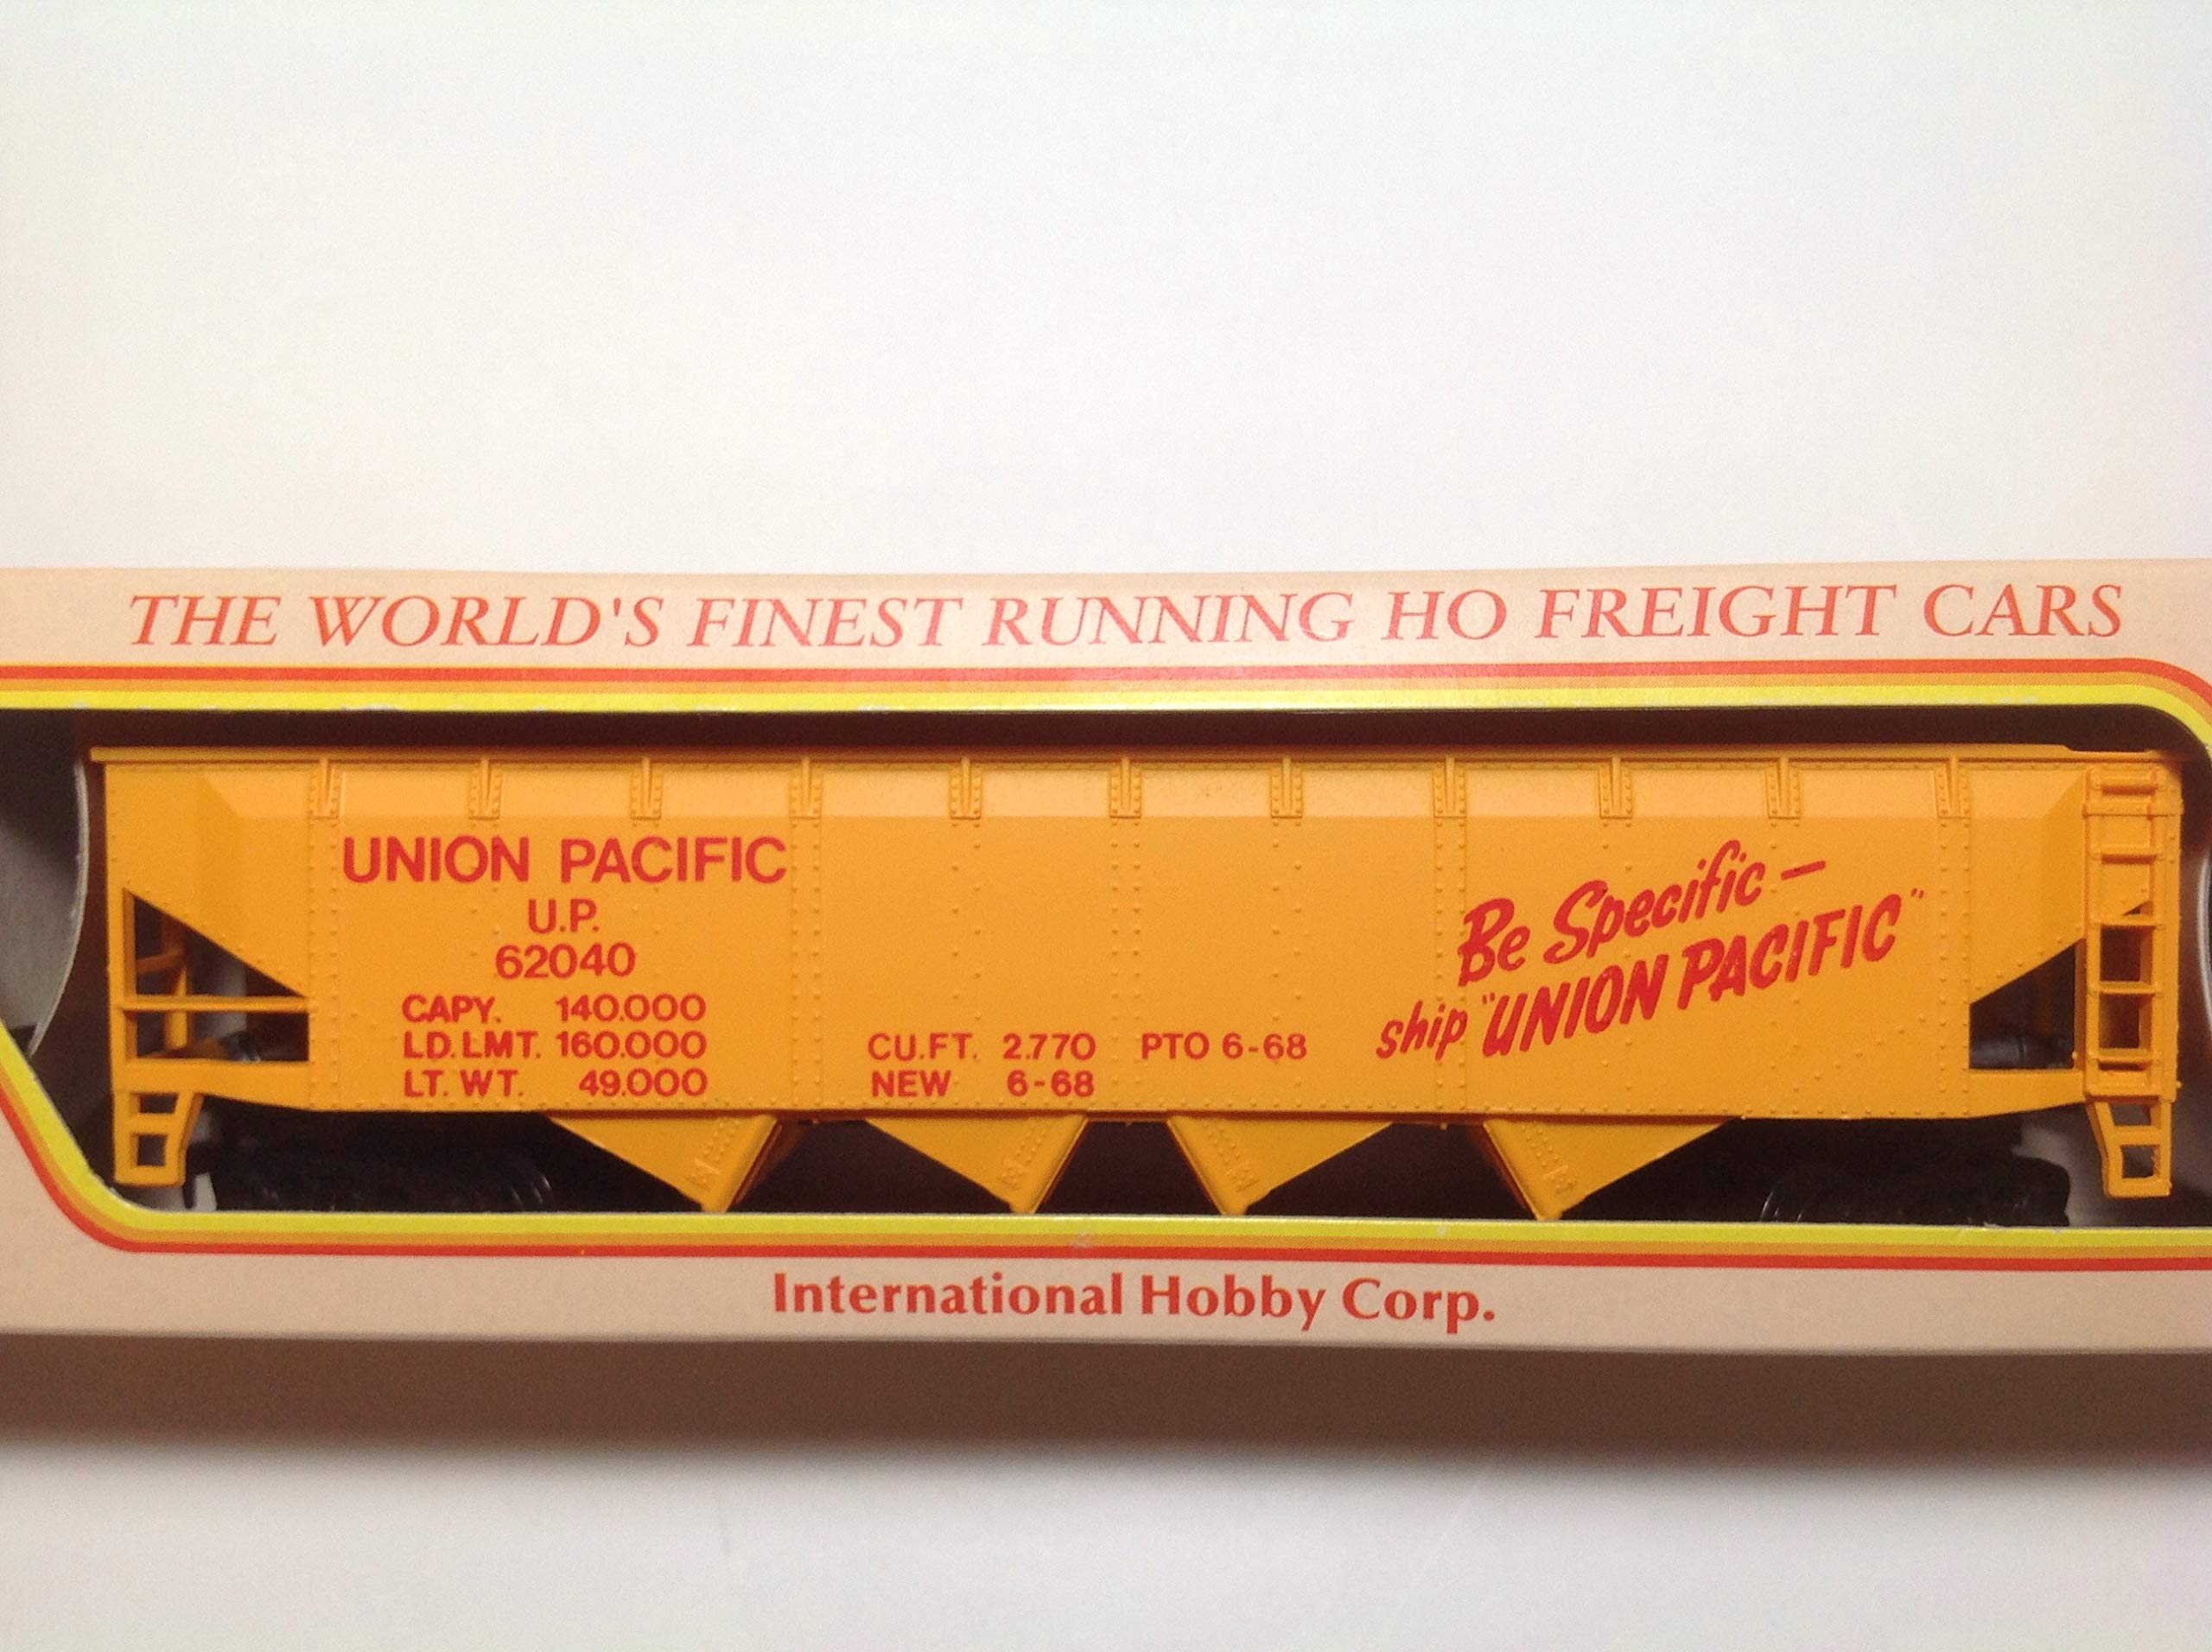 THE WORLD'S FINEST RUNNING HO FREIGHT CARS
UNION PACIFIC
U.P.
62040
CAPY. 140.000
LD.LMT. 160.000
LT. WT. 49.000
CU.FT. 2.770 PTO 6-68
NEW 6-68
Be Specific —
ship "UNION PACIFIC"
International Hobby Corp.